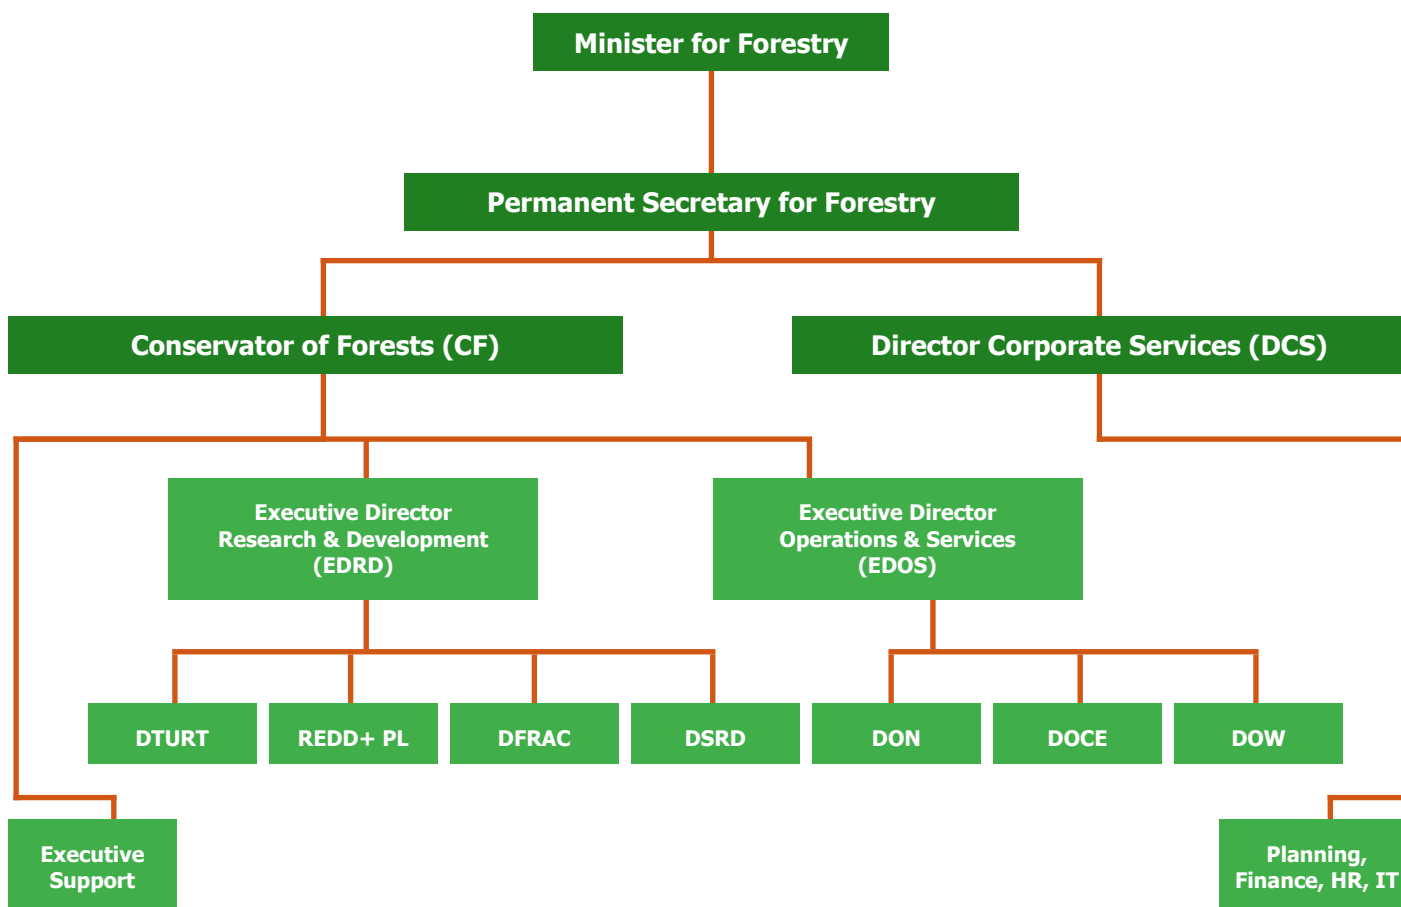 Minister for Forestry
Permanent Secretary for Forestry
Conservator of Forests (CF)
Director Corporate Services (DCS)
Executive Director
Research & Development
(EDRD)
Executive Director
Operations & Services
(EDOS)
DTURT
REDD+ PL
DFRAC
DSRD
DON
DOCE
DOW
Executive
Support
Planning,
Finance, HR, IT